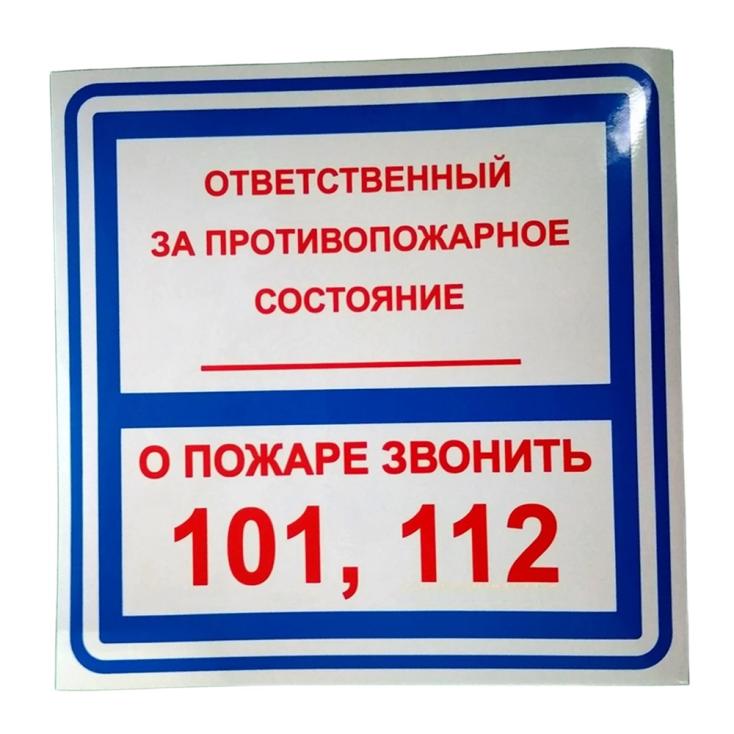 ОТВЕТСТВЕННЫЙ
ЗА ПРОТИВОПОЖАРНОЕ
СОСТОЯНИЕ
О ПОЖАРЕ ЗВОНИТЬ
101, 112